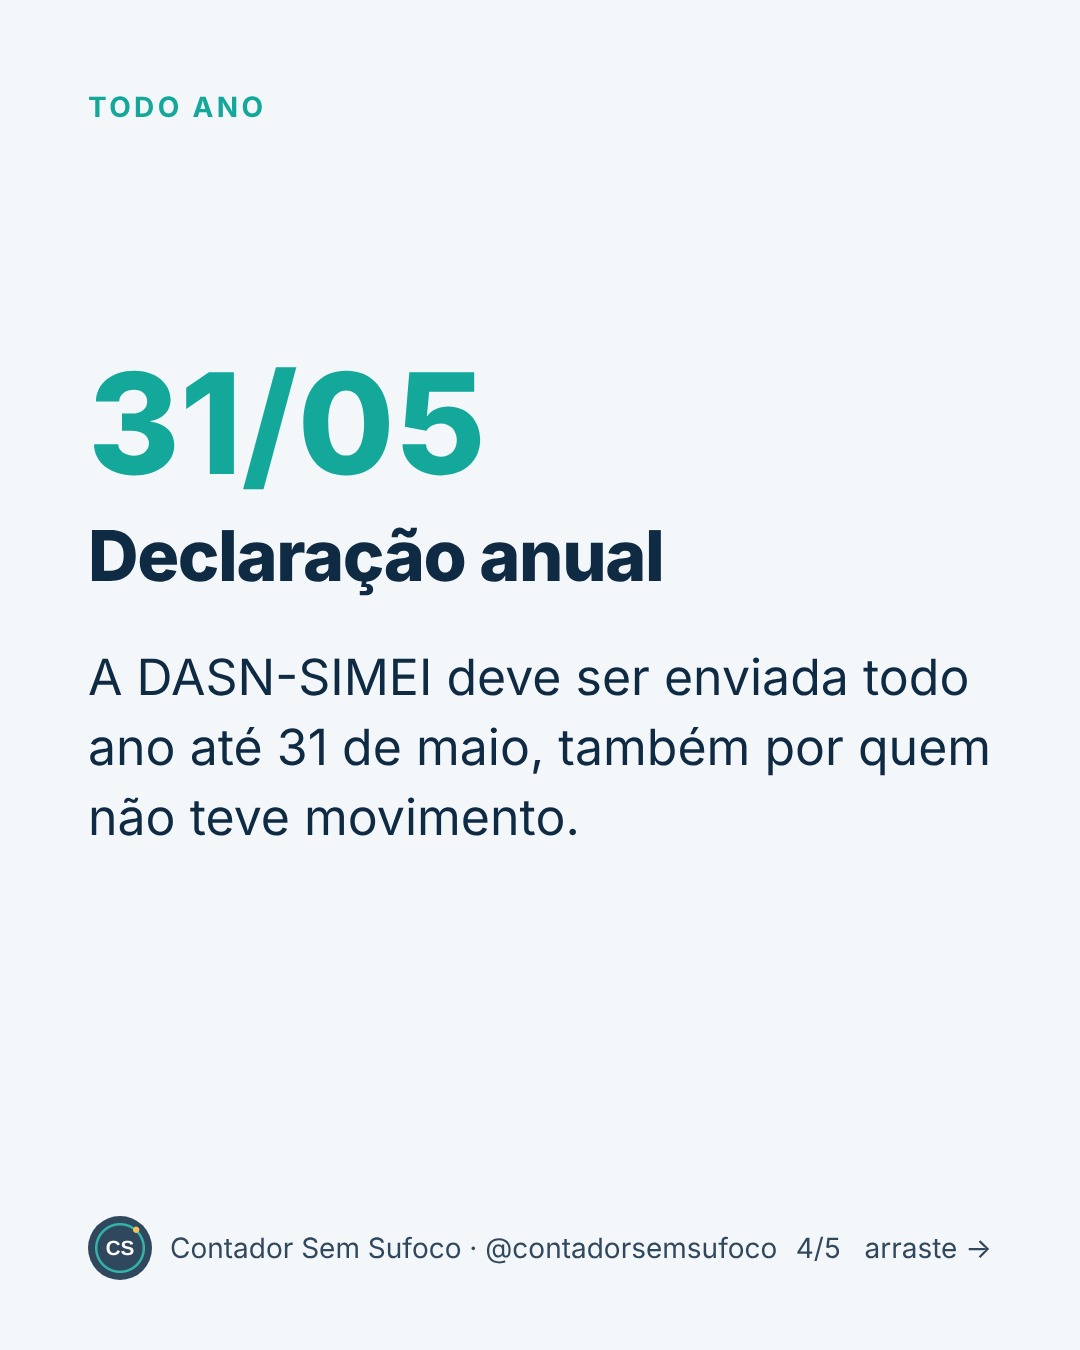 TODO ANO
31/05
Declaração anual
A DASN-SIMEI deve ser enviada todo
ano até 31 de maio, também por quem
não teve movimento.
CS Contador Sem Sufoco · @contadorsemsufoco 4/5 arraste →